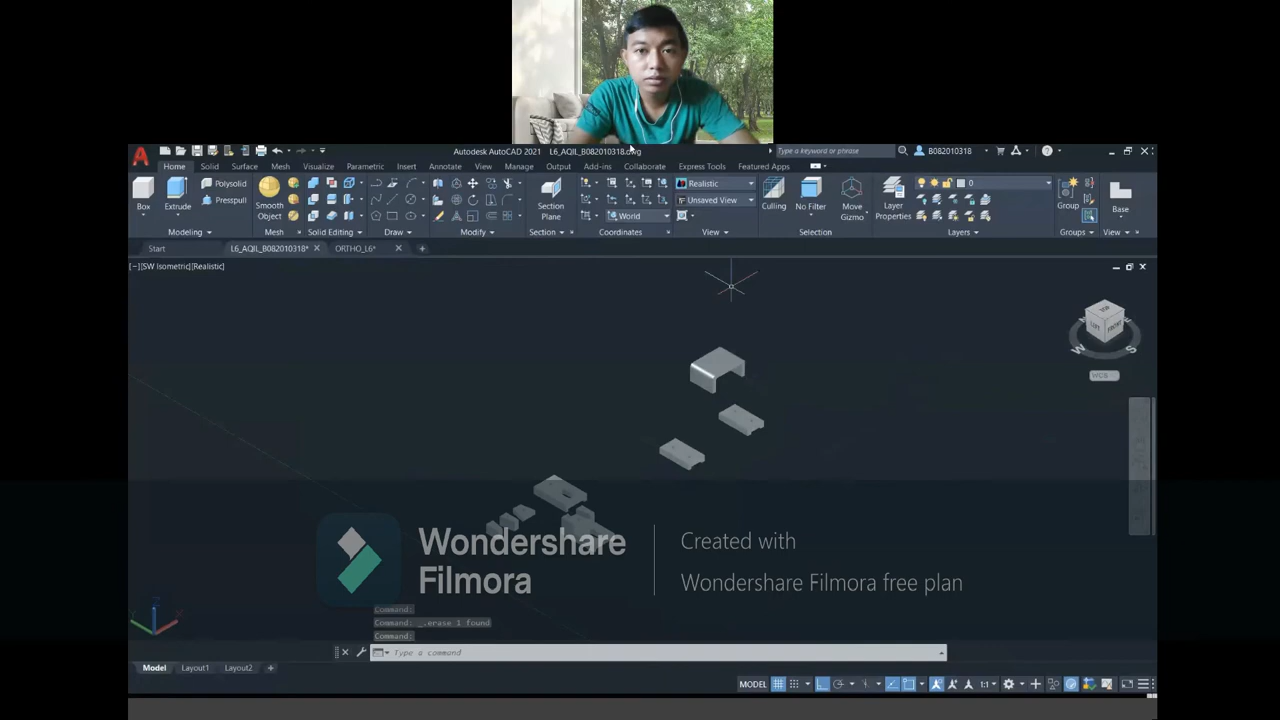 Autodesk AutoCAD 2021 L6_AQIL_B082010318.dwg
Type a keyword or phrase
B082010318
Home Solid Surface Mesh Visualize Parametric Insert Annotate View Manage Output Add-ins Collaborate Express Tools Featured Apps
Box
Extrude
Polysolid
Presspull
Smooth
Object
Section
Plane
World
Realistic
Unsaved View
Culling
No Filter
Move
Gizmo
Layer
Properties
0
Group
Base
Modeling
Mesh
Solid Editing
Draw
Modify
Section
Coordinates
View
Selection
Layers
Groups
View
Start
L6_AQIL_B082010318*
ORTHO_L6*
[−][SW Isometric][Realistic]
TOP
LEFT
FRONT
W
S
WCS
Wondershare
Filmora
Created with
Wondershare Filmora free plan
Command:
Command: _.erase 1 found
Command:
Type a command
Model
Layout1
Layout2
MODEL
1:1